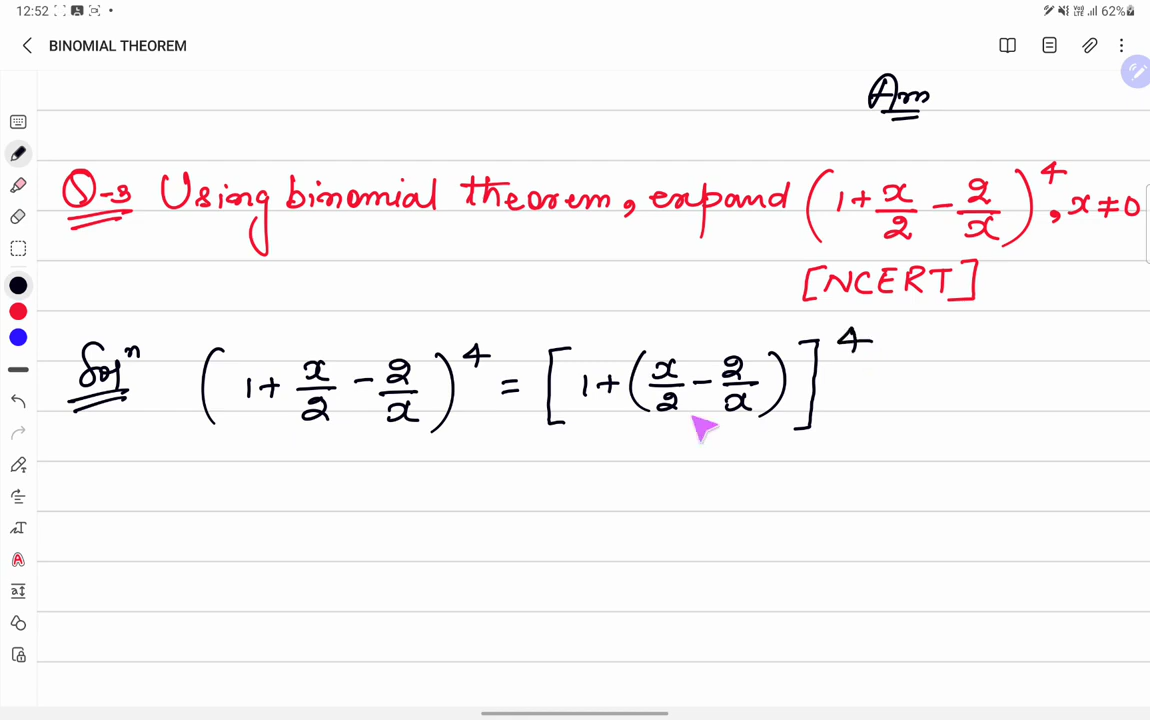 12:52 62%
BINOMIAL THEOREM
Ans
Q-3 Using binomial theorem, expand (1 + x/2 - 2/x)^4, x ≠ 0
[NCERT]
Solⁿ (1 + x/2 - 2/x)^4 = [1 + (x/2 - 2/x)]^4